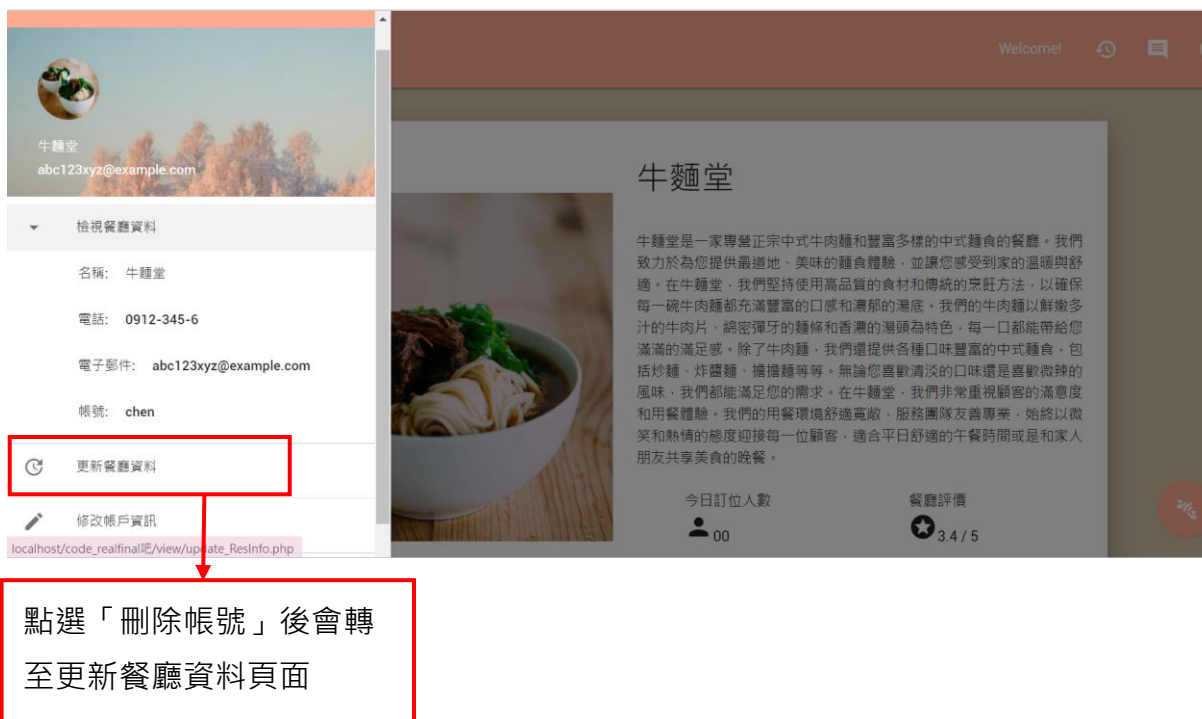 Welcome!
牛麵堂
abc123xyz@example.com
檢視餐廳資料
名稱: 牛麵堂
電話: 0912-345-6
電子郵件: abc123xyz@example.com
帳號: chen
更新餐廳資料
修改帳戶資訊
localhost/code_realfinal吧/view/update_ResInfo.php
牛麵堂
牛麵堂是一家專營正宗中式牛肉麵和豐富多樣的中式麵食的餐廳。我們
致力於為您提供最道地、美味的麵食體驗，並讓您感受到家的溫暖與舒
適。在牛麵堂，我們堅持使用高品質的食材和傳統的烹飪方法，以確保
每一碗牛肉麵都充滿豐富的口感和濃郁的湯底。我們的牛肉麵以鮮嫩多
汁的牛肉片、綿密彈牙的麵條和香濃的湯頭為特色，每一口都能帶給您
滿滿的滿足感。除了牛肉麵，我們還提供各種口味豐富的中式麵食，包
括炒麵、炸醬麵、擔擔麵等等。無論您喜歡清淡的口味還是喜歡微辣的
風味，我們都能滿足您的需求。在牛麵堂，我們非常重視顧客的滿意度
和用餐體驗。我們的用餐環境舒適寬敞，服務團隊友善專業，始終以微
笑和熱情的態度迎接每一位顧客，適合平日舒適的午餐時間或是和家人
朋友共享美食的晚餐。
今日訂位人數
00
餐廳評價
3.4 / 5
點選「刪除帳號」後會轉
至更新餐廳資料頁面